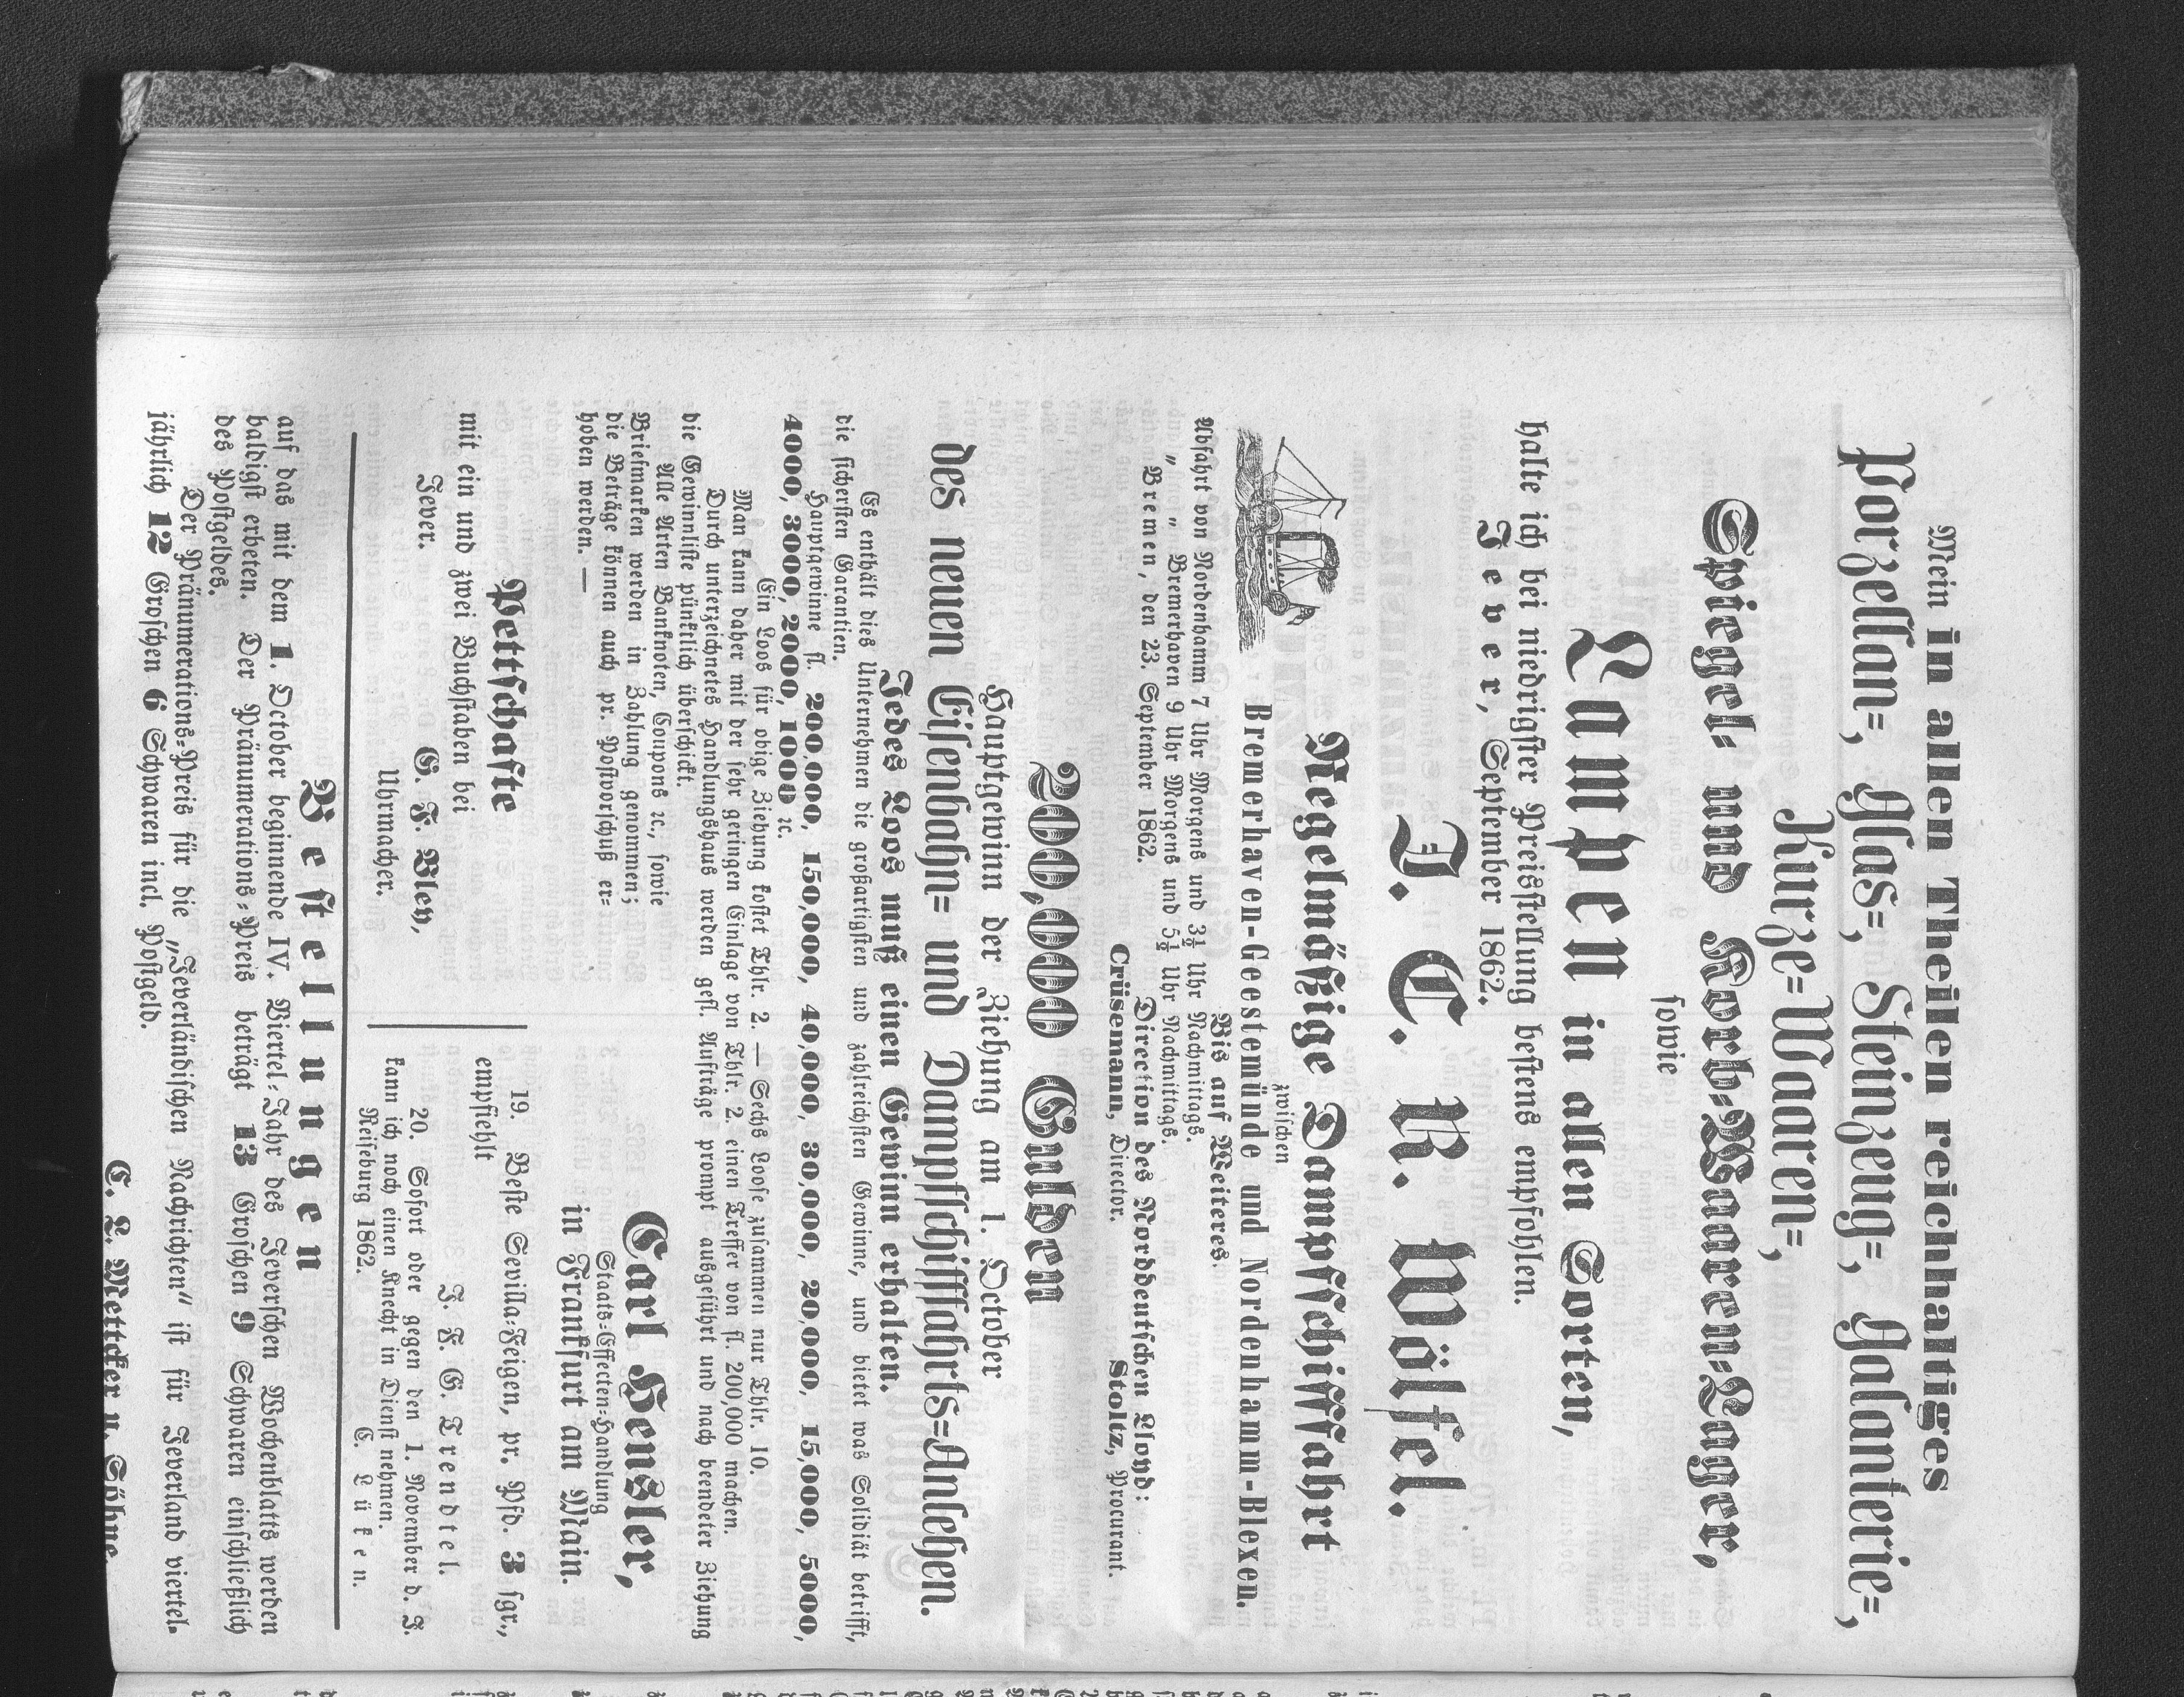 Mein in allen Theilen reichhaltiges
Porzellan=, Glas=, Steinzeug=, Galanterie=,
Kurze=Waaren=,
Spiegel= und Korb=Waaren=Lager,
sowie
Lampen in allen Sorten,
halte ich bei niedrigster Preisstellung bestens empfohlen.
Jever, September 1862.
J. C. R. Wölfel.
Regelmäßige Dampfschifffahrt
zwischen
Bremerhaven-Geestemünde und Nordenhamm-Blexen.
Bis auf Weiteres.
Abfahrt von Nordenhamm 7 Uhr Morgens und 3½ Uhr Nachmittags.
" " Bremerhaven 9 Uhr Morgens und 5½ Uhr Nachmittags.
Bremen, den 23. September 1862.
Direction des Norddeutschen Lloyd:
Crüsemann, Director. Stoltz, Procurant.
200,000 Gulden
Hauptgewinn der Ziehung am 1. October
des neuen Eisenbahn= und Dampfschifffahrts=Anlehen.
Jedes Loos muß einen Gewinn erhalten.
Es enthält dies Unternehmen die großartigsten und zahlreichsten Gewinne, und bietet was Solidität betrifft,
die sichersten Garantien.
Hauptgewinne fl. 200,000, 150,000, 40,000, 30,000, 20,000, 15,000, 5000,
4000, 3000, 2000, 1000 ꝛc.
Ein Loos für obige Ziehung kostet Thlr. 2. — Sechs Loose zusammen nur Thlr. 10.
Man kann daher mit der sehr geringen Einlage von Thlr. 2. einen Treffer von fl. 200,000 machen.
Durch unterzeichnetes Handlungshaus werden gefl. Aufträge prompt ausgeführt und nach beendeter Ziehung
die Gewinnliste pünktlich überschickt.
Alle Arten Banknoten, Coupons ꝛc., sowie
Briefmarken werden in Zahlung genommen;
die Beträge können auch pr. Postvorschuß er=
hoben werden. —
Carl Hensler,
Staats=Effecten=Handlung
in Frankfurt am Main.
Pettschafte
mit ein und zwei Buchstaben bei
Jever. G. F. Bley,
Uhrmacher.
19. Beste Sevilla=Feigen, pr. Pfd. 3 sgr.,
empfiehlt
J. F. G. Trendtel.
20. Sofort oder gegen den 1. November d. J.
kann ich noch einen Knecht in Dienst nehmen.
Reiseburg 1862. C. Lüken.
Bestellungen
auf das mit dem 1. October beginnende IV. Viertel=Jahr des Jeverschen Wochenblatts werden
baldigst erbeten. Der Pränumerations=Preis beträgt 13 Groschen 9 Schwaren einschließlich
des Postgeldes.
Der Pränumerations=Preis für die „Jeverländischen Nachrichten" ist für Jeverland viertel=
jährlich 12 Groschen 6 Schwaren incl. Postgeld.
C. L. Mettcker u. Söhne.